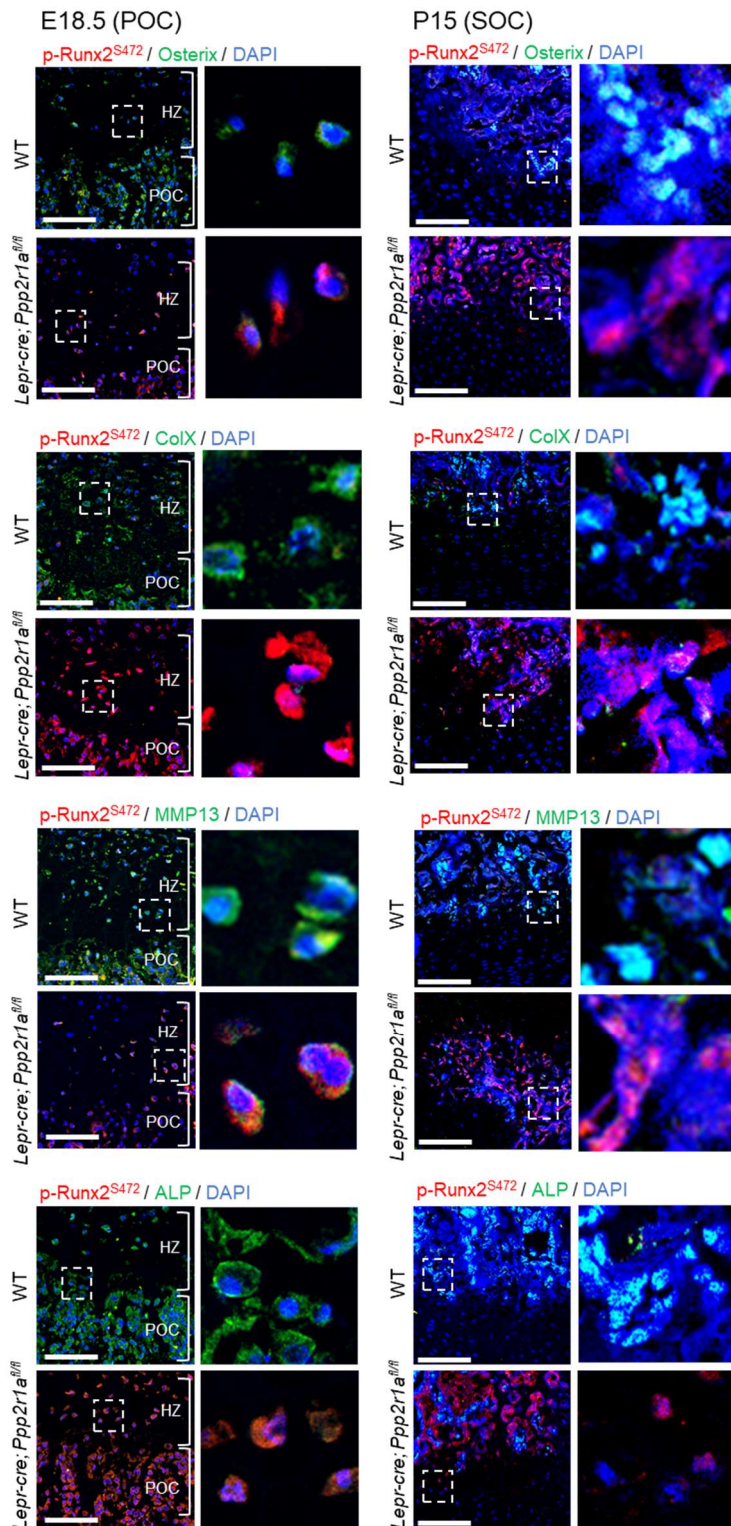 E18.5 (POC)
p-Runx2S472 / Osterix / DAPI
WT
HZ
POC
Lepr-cre; Ppp2r1afl/fl
HZ
POC
p-Runx2S472 / ColX / DAPI
WT
HZ
POC
Lepr-cre; Ppp2r1afl/fl
HZ
POC
p-Runx2S472 / MMP13 / DAPI
WT
HZ
POC
Lepr-cre; Ppp2r1afl/fl
HZ
POC
p-Runx2S472 / ALP / DAPI
WT
HZ
POC
Lepr-cre; Ppp2r1afl/fl
HZ
POC
P15 (SOC)
p-Runx2S472 / Osterix / DAPI
WT
Lepr-cre; Ppp2r1afl/fl
p-Runx2S472 / ColX / DAPI
WT
Lepr-cre; Ppp2r1afl/fl
p-Runx2S472 / MMP13 / DAPI
WT
Lepr-cre; Ppp2r1afl/fl
p-Runx2S472 / ALP / DAPI
WT
Lepr-cre; Ppp2r1afl/fl